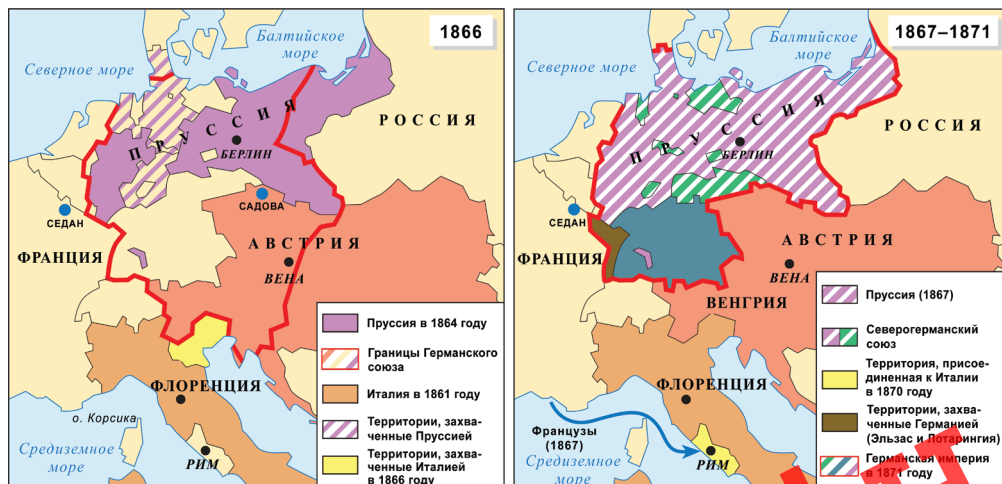 1866
Балтийское
море
Северное море
РОССИЯ
ПРУССИЯ
БЕРЛИН
СЕДАН
САДОВА
ФРАНЦИЯ
АВСТРИЯ
ВЕНА
ФЛОРЕНЦИЯ
о. Корсика
РИМ
Средиземное
море
Пруссия в 1864 году
Границы Германского
союза
Италия в 1861 году
Территории, захва-
ченные Пруссией
Территории, захва-
ченные Италией
в 1866 году
1867–1871
Балтийское
море
Северное море
РОССИЯ
ПРУССИЯ
БЕРЛИН
СЕДАН
ФРАНЦИЯ
АВСТРИЯ
ВЕНА
ВЕНГРИЯ
ФЛОРЕНЦИЯ
Французы
(1867)
РИМ
Средиземное
море
Пруссия (1867)
Северогерманский
союз
Территория, присое-
диненная к Италии
в 1870 году
Территории, захва-
ченные Германией
(Эльзас и Лотарингия)
Германская империя
в 1871 году